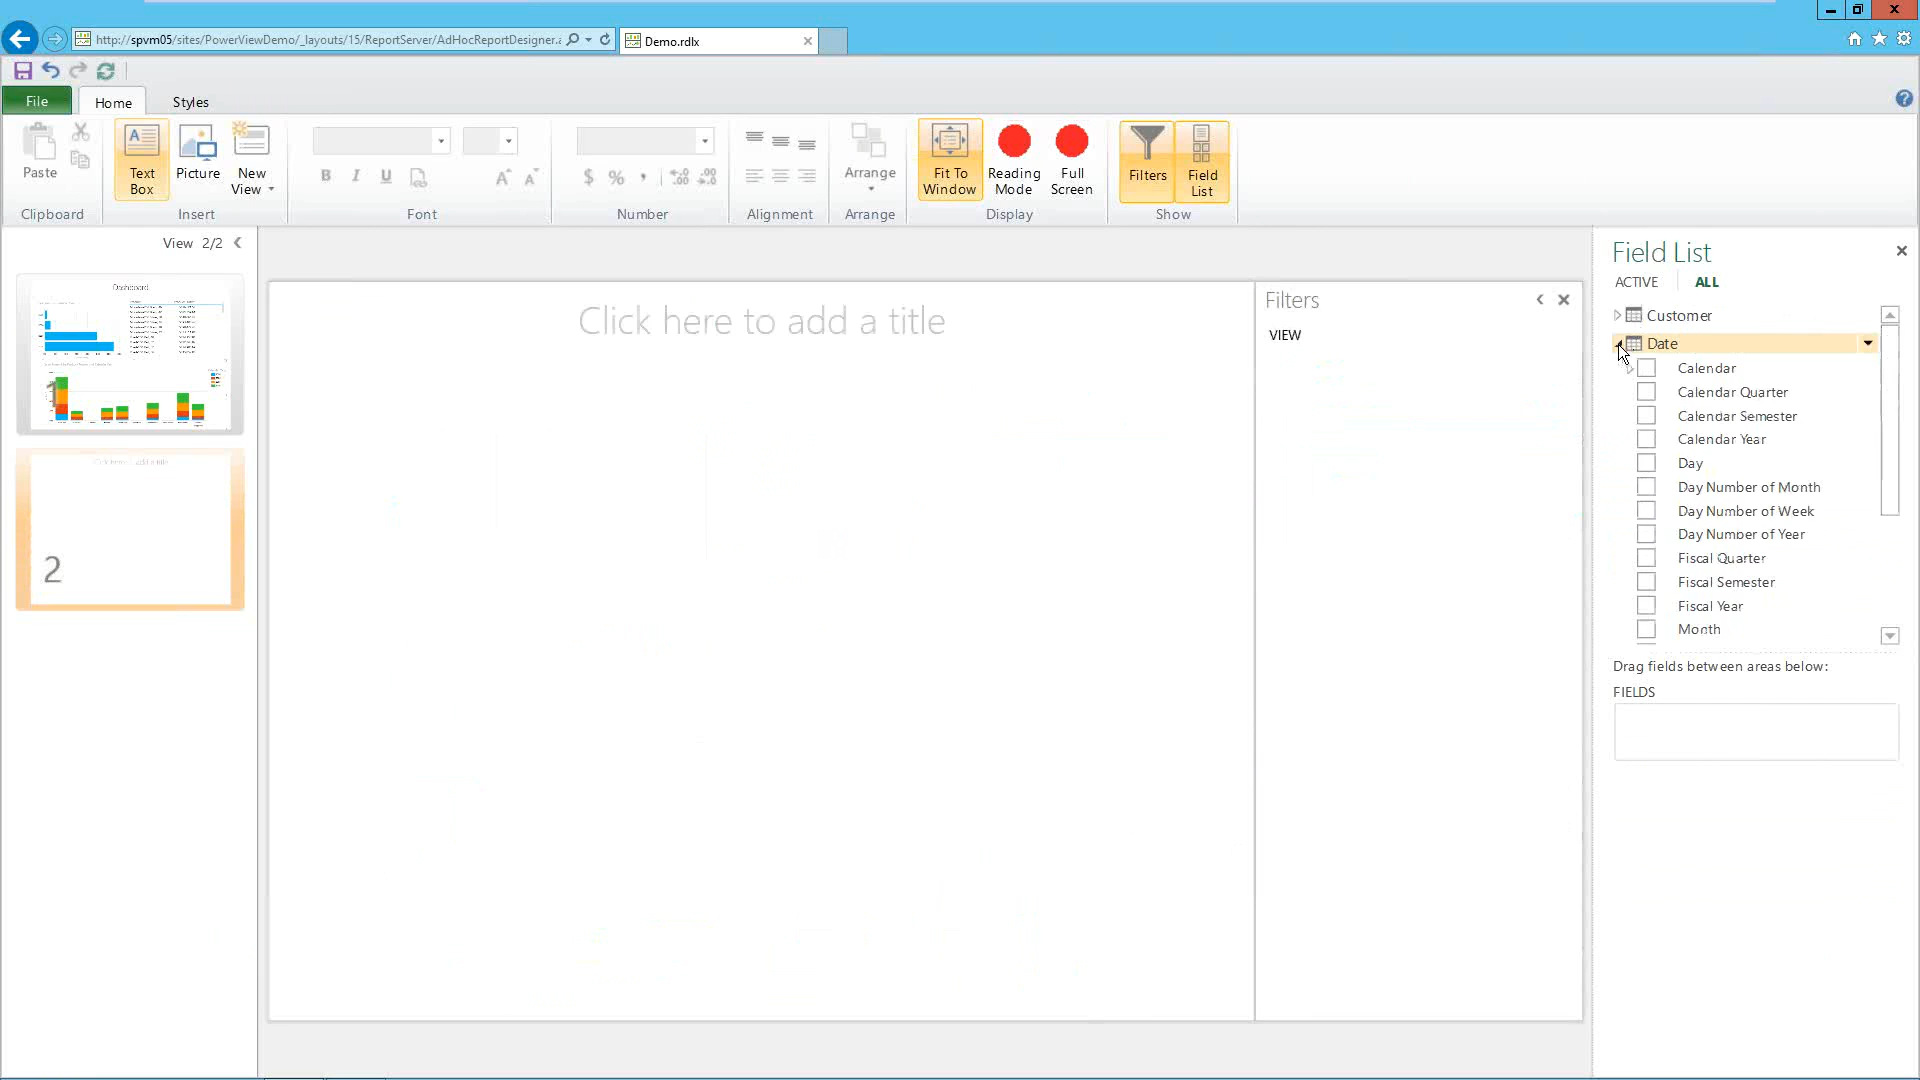 http://spvm05/sites/PowerViewDemo/_layouts/15/ReportServer/AdHocReportDesigner.a
Demo.rdlx
File
Home
Styles
Paste
Text Box
Picture
New View
Fit To Window
Reading Mode
Full Screen
Filters
Field List
Arrange
B I U
$ % ,
Clipboard
Insert
Font
Number
Alignment
Arrange
Display
Show
View 2/2
Dashboard
1
2
Click here to add a title
Filters
VIEW
Field List
ACTIVE
ALL
Customer
Date
Calendar
Calendar Quarter
Calendar Semester
Calendar Year
Day
Day Number of Month
Day Number of Week
Day Number of Year
Fiscal Quarter
Fiscal Semester
Fiscal Year
Month
Drag fields between areas below:
FIELDS